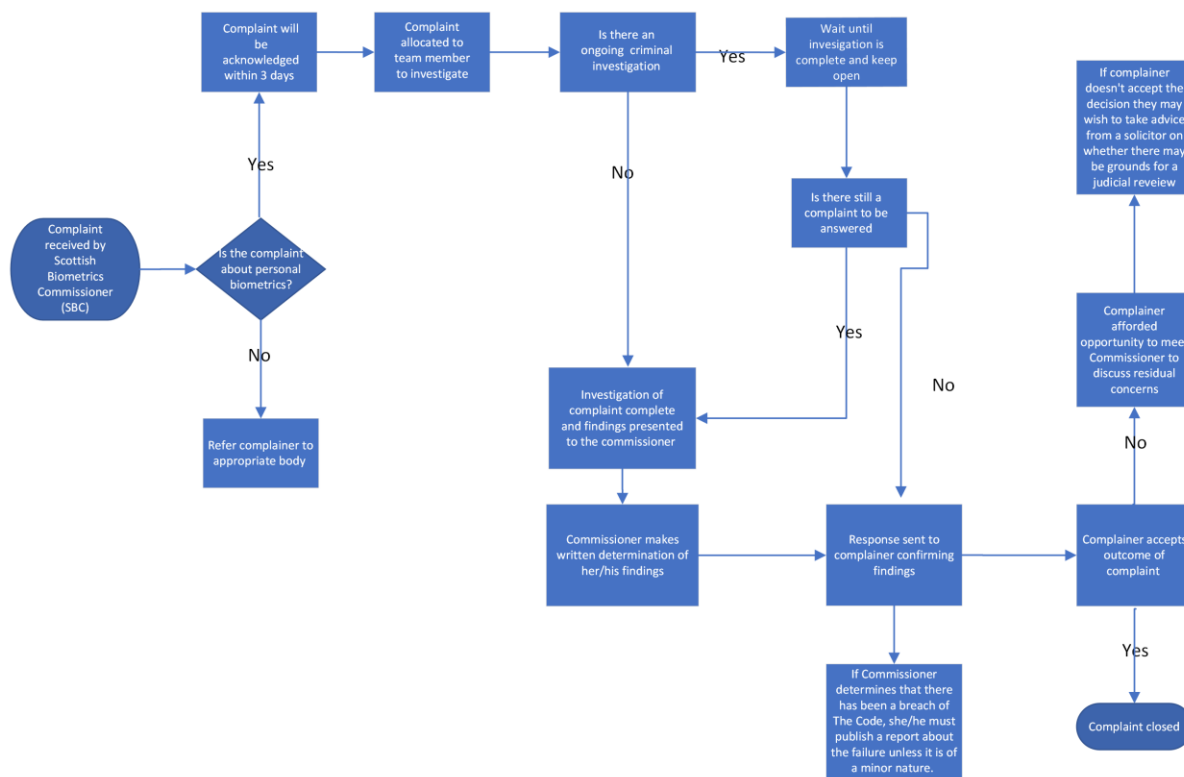 Complaint will
be
acknowledged
within 3 days
Complaint
allocated to
team member
to investigate
Is there an
ongoing criminal
investigation
Yes
Wait until
invesigation is
complete and keep
open
If complainer
doesn't accept the
decision they may
wish to take advice
from a solicitor on
whether there may
be grounds for a
judicial reveiew
Yes
No
Is there still a
complaint to be
answered
Complaint
received by
Scottish
Biometrics
Commissioner
(SBC)
Is the complaint
about personal
biometrics?
Yes
No
No
Complainer
afforded
opportunity to meet
Commissioner to
discuss residual
concerns
Refer complainer to
appropriate body
Investigation of
complaint complete
and findings presented
to the commissioner
No
Commissioner makes
written determination of
her/his findings
Response sent to
complainer confirming
findings
Complainer accepts
outcome of
complaint
Yes
If Commissioner
determines that there
has been a breach of
The Code, she/he must
publish a report about
the failure unless it is of
a minor nature.
Complaint closed